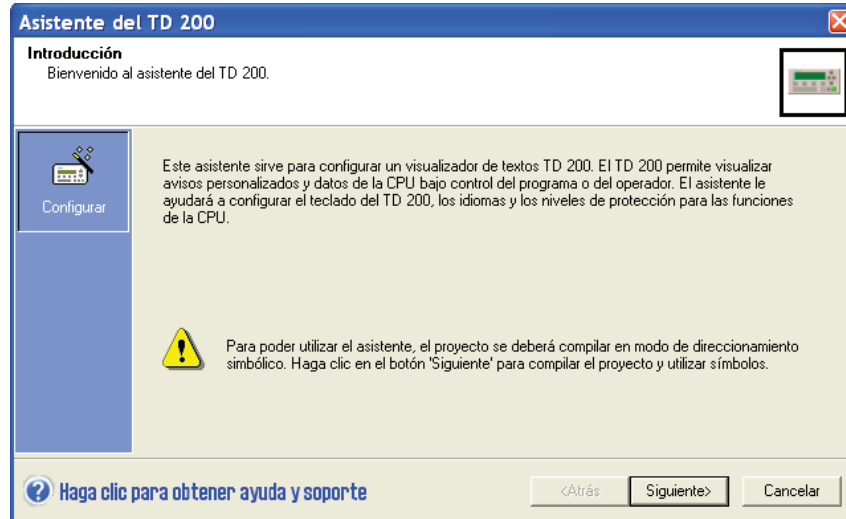 Asistente del TD 200
Introducción
Bienvenido al asistente del TD 200.
Configurar
Este asistente sirve para configurar un visualizador de textos TD 200. El TD 200 permite visualizar
avisos personalizados y datos de la CPU bajo control del programa o del operador. El asistente le
ayudará a configurar el teclado del TD 200, los idiomas y los niveles de protección para las funciones
de la CPU.
Para poder utilizar el asistente, el proyecto se deberá compilar en modo de direccionamiento
simbólico. Haga clic en el botón 'Siguiente' para compilar el proyecto y utilizar símbolos.
Haga clic para obtener ayuda y soporte
<Atrás
Siguiente>
Cancelar